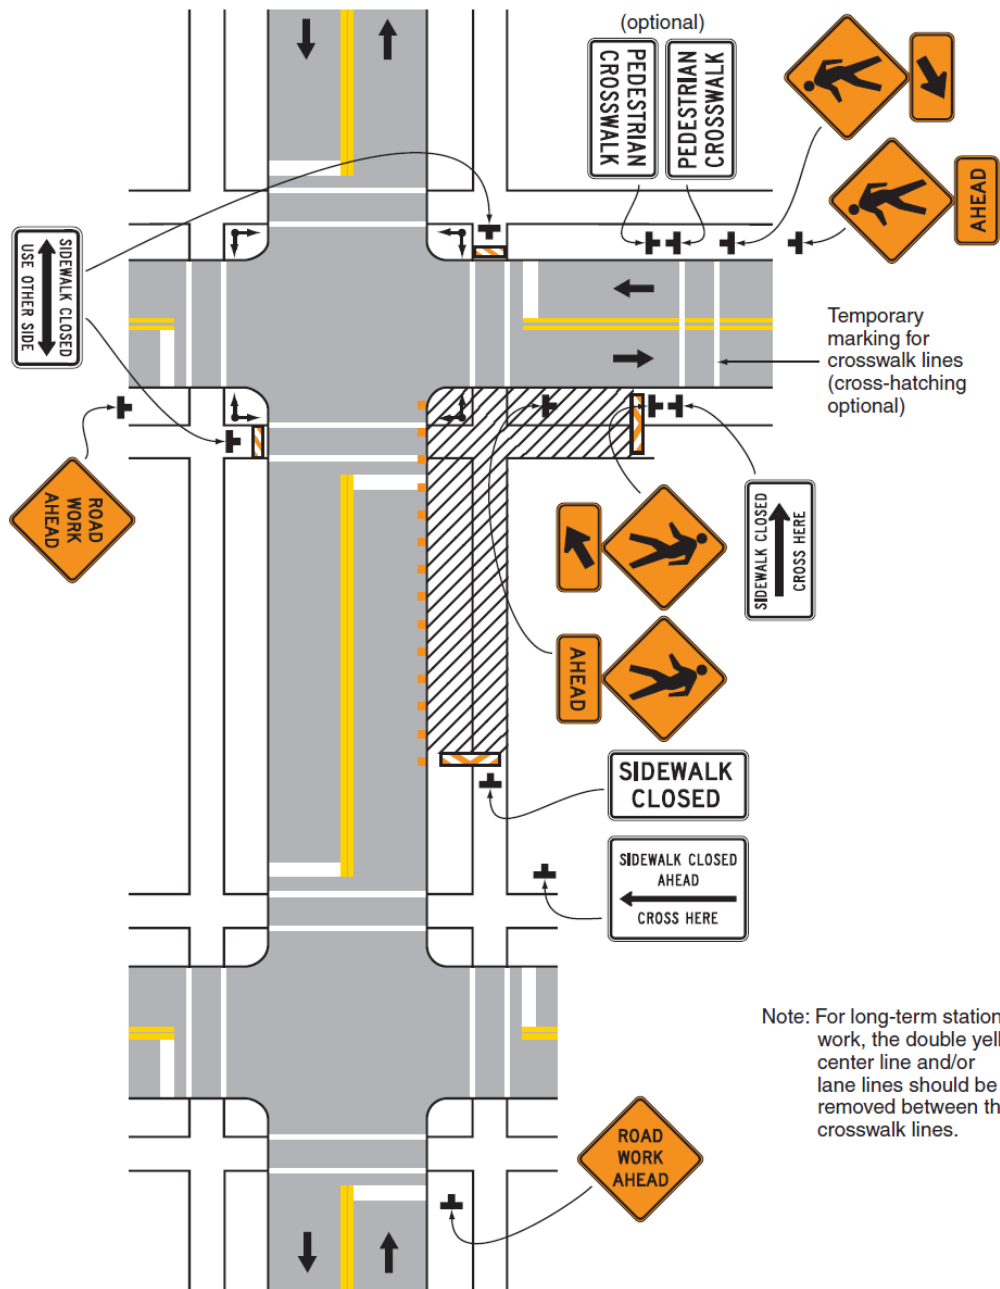 (optional)
PEDESTRIAN
CROSSWALK
PEDESTRIAN
CROSSWALK
AHEAD
SIDEWALK CLOSED
USE OTHER SIDE
Temporary
marking for
crosswalk lines
(cross-hatching
optional)
ROAD
WORK
AHEAD
SIDEWALK CLOSED
CROSS HERE
AHEAD
SIDEWALK
CLOSED
SIDEWALK CLOSED
AHEAD
CROSS HERE
Note: For long-term station
work, the double yell
center line and/or
lane lines should be
removed between th
crosswalk lines.
ROAD
WORK
AHEAD